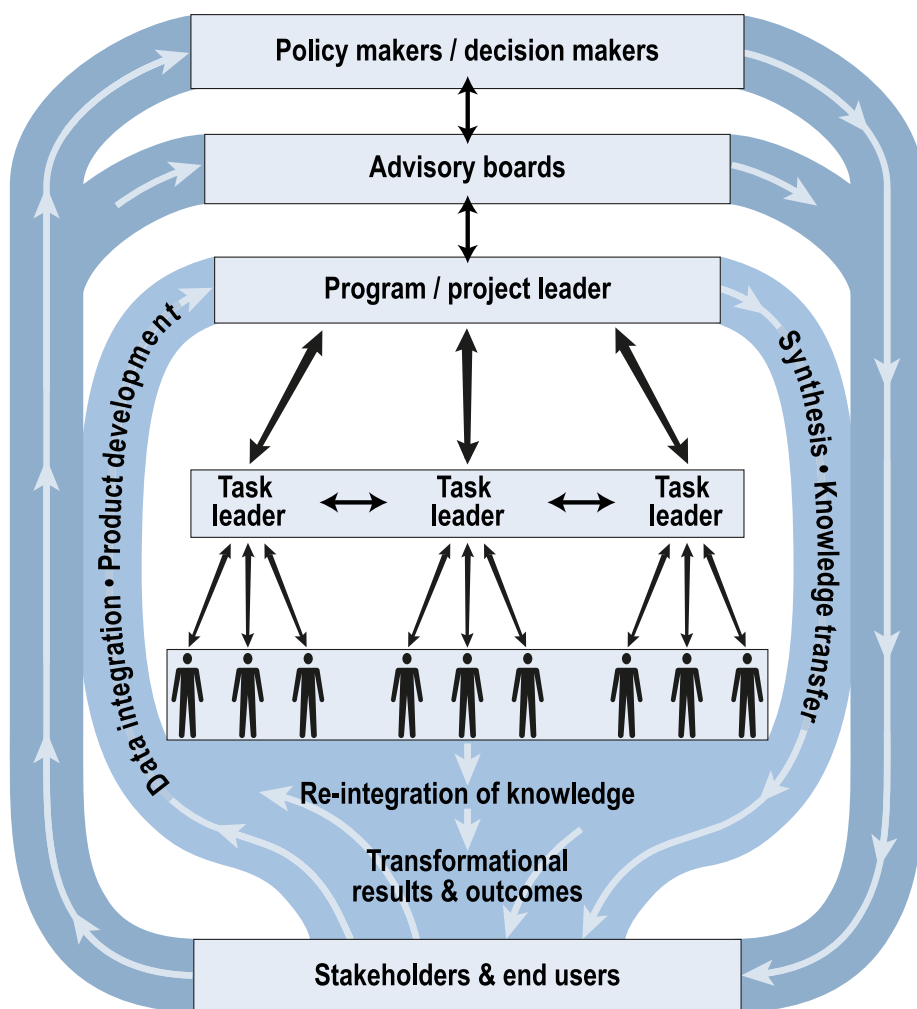 Policy makers / decision makers
Advisory boards
Program / project leader
Data integration • Product development
Synthesis • Knowledge transfer
Task
leader
Task
leader
Task
leader
Re-integration of knowledge
Transformational
results & outcomes
Stakeholders & end users